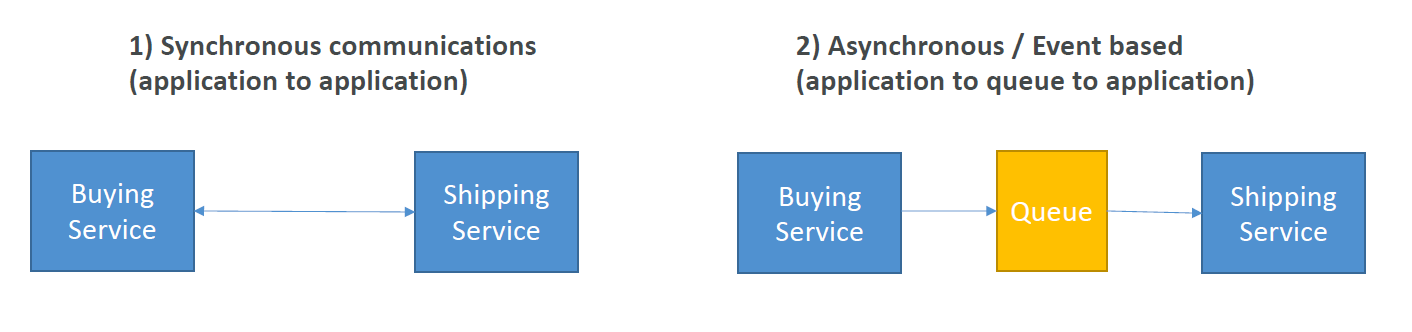 1) Synchronous communications
(application to application)
2) Asynchronous / Event based
(application to queue to application)
Buying
Service
Shipping
Service
Buying
Service
Queue
Shipping
Service